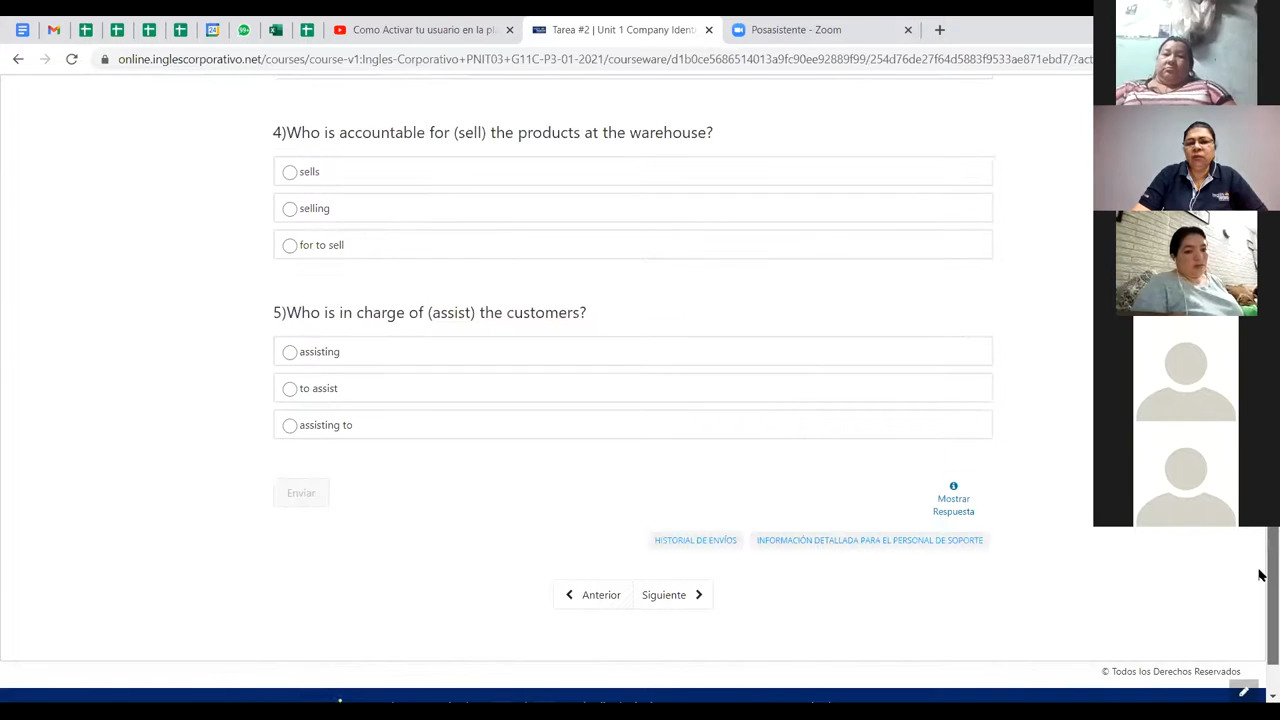 Como Activar tu usuario en la pl
Tarea #2 | Unit 1 Company Ident
Posasistente - Zoom
online.inglescorporativo.net/courses/course-v1:Ingles-Corporativo+PNIT03+G11C-P3-01-2021/courseware/d1b0ce5686514013a9fc90ee92889f99/254d76de27f64d5883f9533ae871ebd7/?act
4)Who is accountable for (sell) the products at the warehouse?
sells
selling
for to sell
5)Who is in charge of (assist) the customers?
assisting
to assist
assisting to
Enviar
Mostrar
Respuesta
HISTORIAL DE ENVÍOS
INFORMACIÓN DETALLADA PARA EL PERSONAL DE SOPORTE
Anterior
Siguiente
© Todos los Derechos Reservados